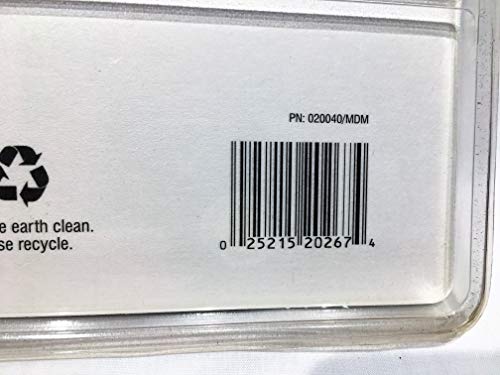 PN: 020040/MDM
e earth clean.
se recycle.
0 25215 20267 4